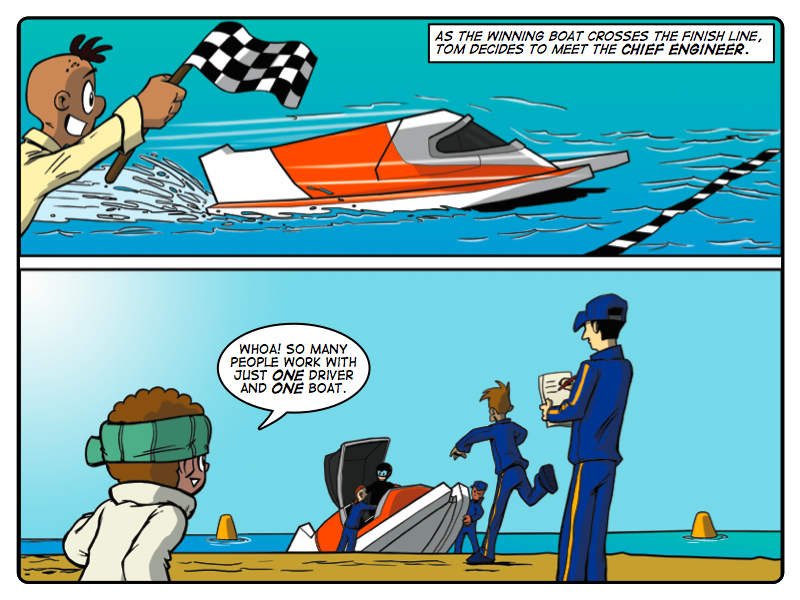 AS THE WINNING BOAT CROSSES THE FINISH LINE,
TOM DECIDES TO MEET THE CHIEF ENGINEER.
WHOA! SO MANY
PEOPLE WORK WITH
JUST ONE DRIVER
AND ONE BOAT.